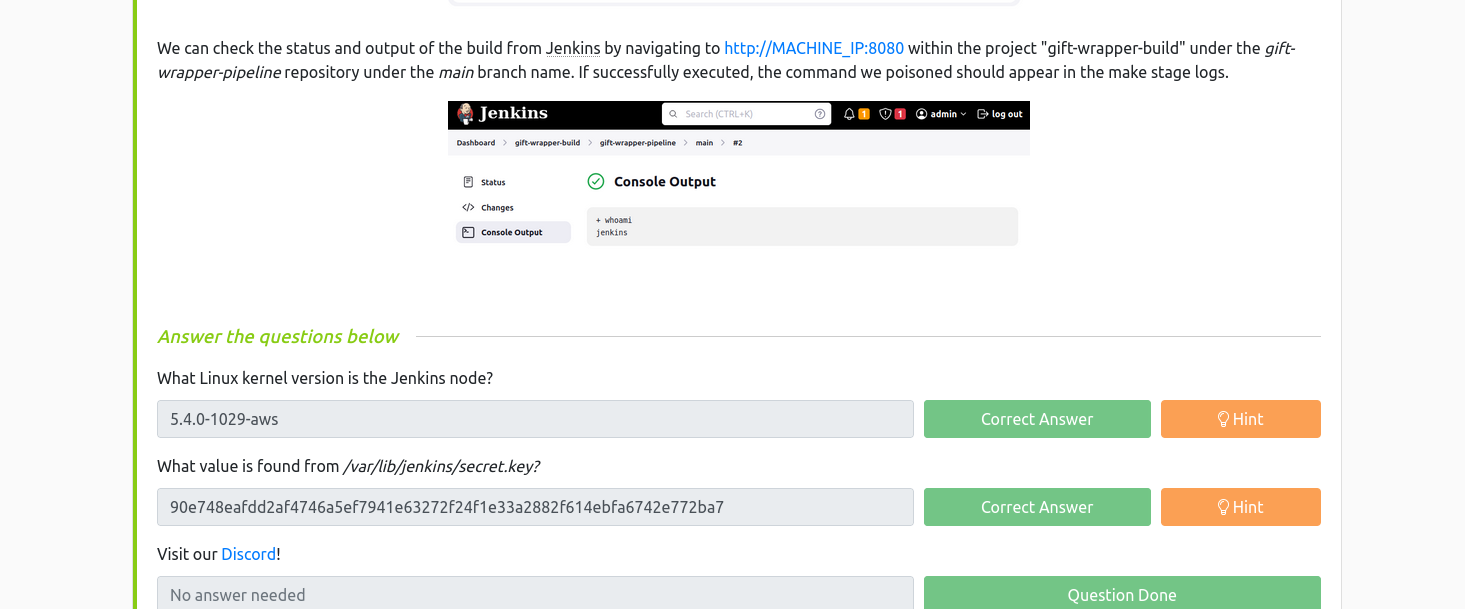 We can check the status and output of the build from Jenkins by navigating to http://MACHINE_IP:8080 within the project "gift-wrapper-build" under the gift-
wrapper-pipeline repository under the main branch name. If successfully executed, the command we poisoned should appear in the make stage logs.
Jenkins Search (CTRL+K) 1 1 admin log out
Dashboard gift-wrapper-build gift-wrapper-pipeline main #2
Status
Console Output
Changes
+ whoami
Console Output
jenkins
Answer the questions below
What Linux kernel version is the Jenkins node?
5.4.0-1029-aws Correct Answer Hint
What value is found from /var/lib/jenkins/secret.key?
90e748eafdd2af4746a5ef7941e63272f24f1e33a2882f614ebfa6742e772ba7 Correct Answer Hint
Visit our Discord!
No answer needed Question Done